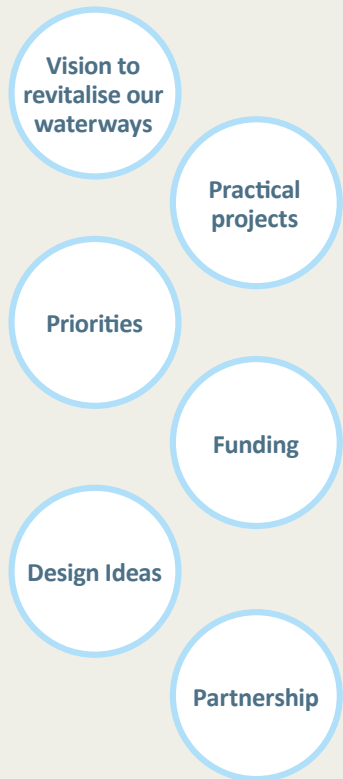 Vision to
revitalise our
waterways
Practical
projects
Priorities
Funding
Design Ideas
Partnership